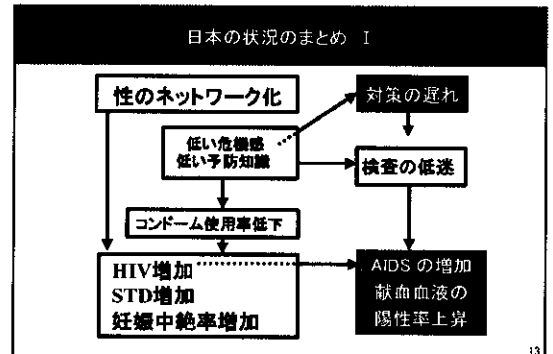 日本の状況のまとめ I
性のネットワーク化
対策の遅れ
低い危機感
低い予防知識
検査の低迷
コンドーム使用率低下
HIV増加
STD増加
妊娠中絶率増加
AIDS の増加
献血血液の
陽性率上昇
13